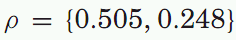 ρ = {0.505, 0.248}